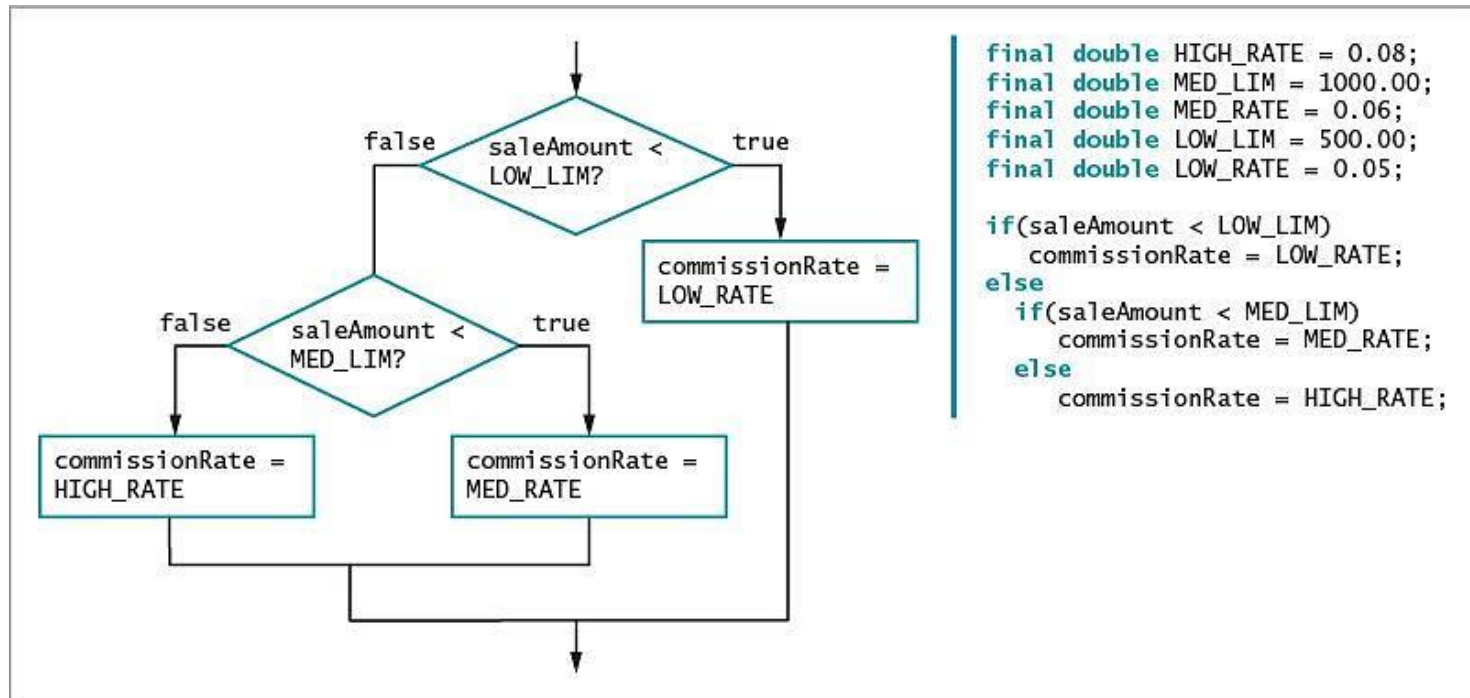 false
saleAmount <
LOW_LIM?
true
commissionRate =
LOW_RATE
false
saleAmount <
MED_LIM?
true
commissionRate =
HIGH_RATE
commissionRate =
MED_RATE
final double HIGH_RATE = 0.08;
final double MED_LIM = 1000.00;
final double MED_RATE = 0.06;
final double LOW_LIM = 500.00;
final double LOW_RATE = 0.05;
if(saleAmount < LOW_LIM)
commissionRate = LOW_RATE;
else
if(saleAmount < MED_LIM)
commissionRate = MED_RATE;
else
commissionRate = HIGH_RATE;